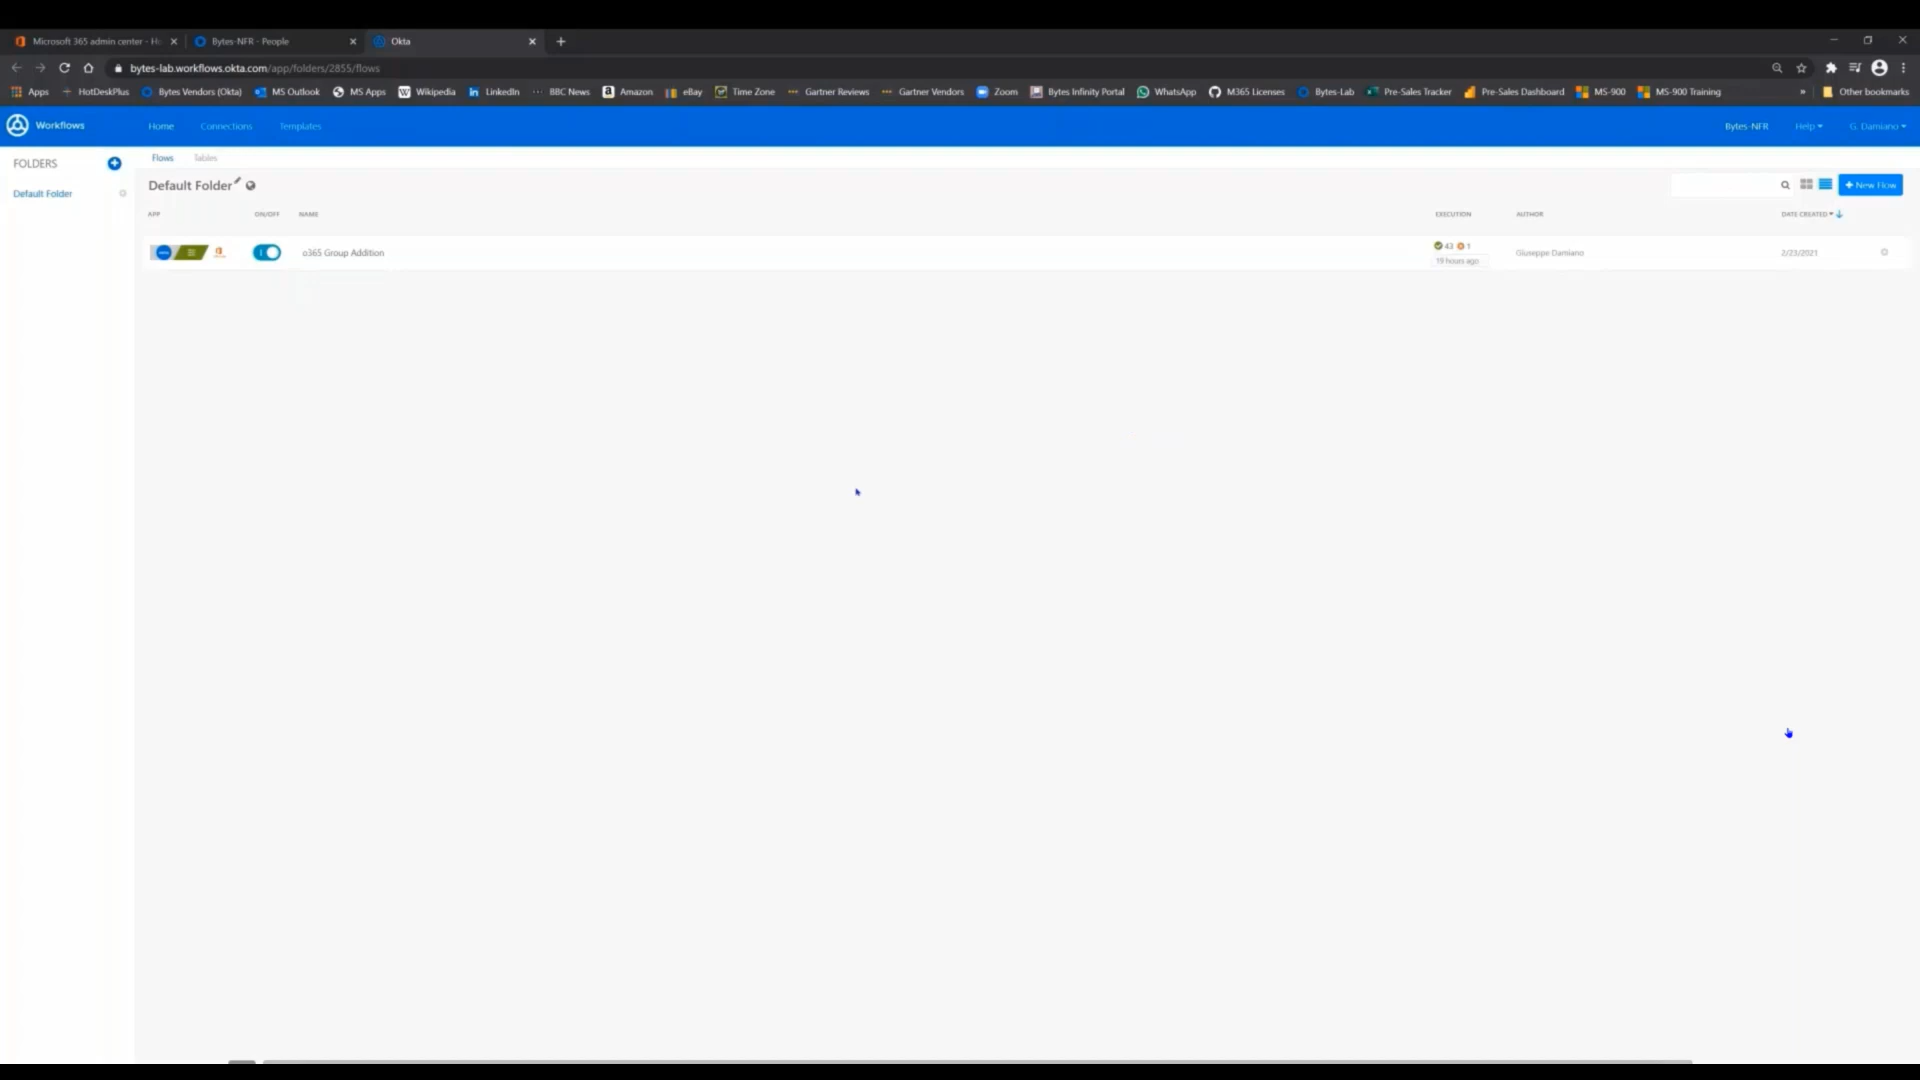 Microsoft 365 admin center - Ho
Bytes-NFR - People
Okta
bytes-lab.workflows.okta.com/app/folders/2855/flows
Apps HotDeskPlus Bytes Vendors (Okta) MS Outlook MS Apps Wikipedia LinkedIn BBC News Amazon eBay Time Zone Gartner Reviews Gartner Vendors Zoom Bytes Infinity Portal WhatsApp M365 Licenses Bytes-Lab Pre-Sales Tracker Pre-Sales Dashboard MS-900 MS-900 Training » Other bookmarks
Workflows Home Connections Templates Bytes-NFR Help G. Damiano
FOLDERS
Default Folder
Flows Tables
Default Folder
+ New Flow
APP ON/OFF NAME EXECUTION AUTHOR DATE CREATED
o365 Group Addition 43 1 Giuseppe Damiano 2/23/2021
19 hours ago